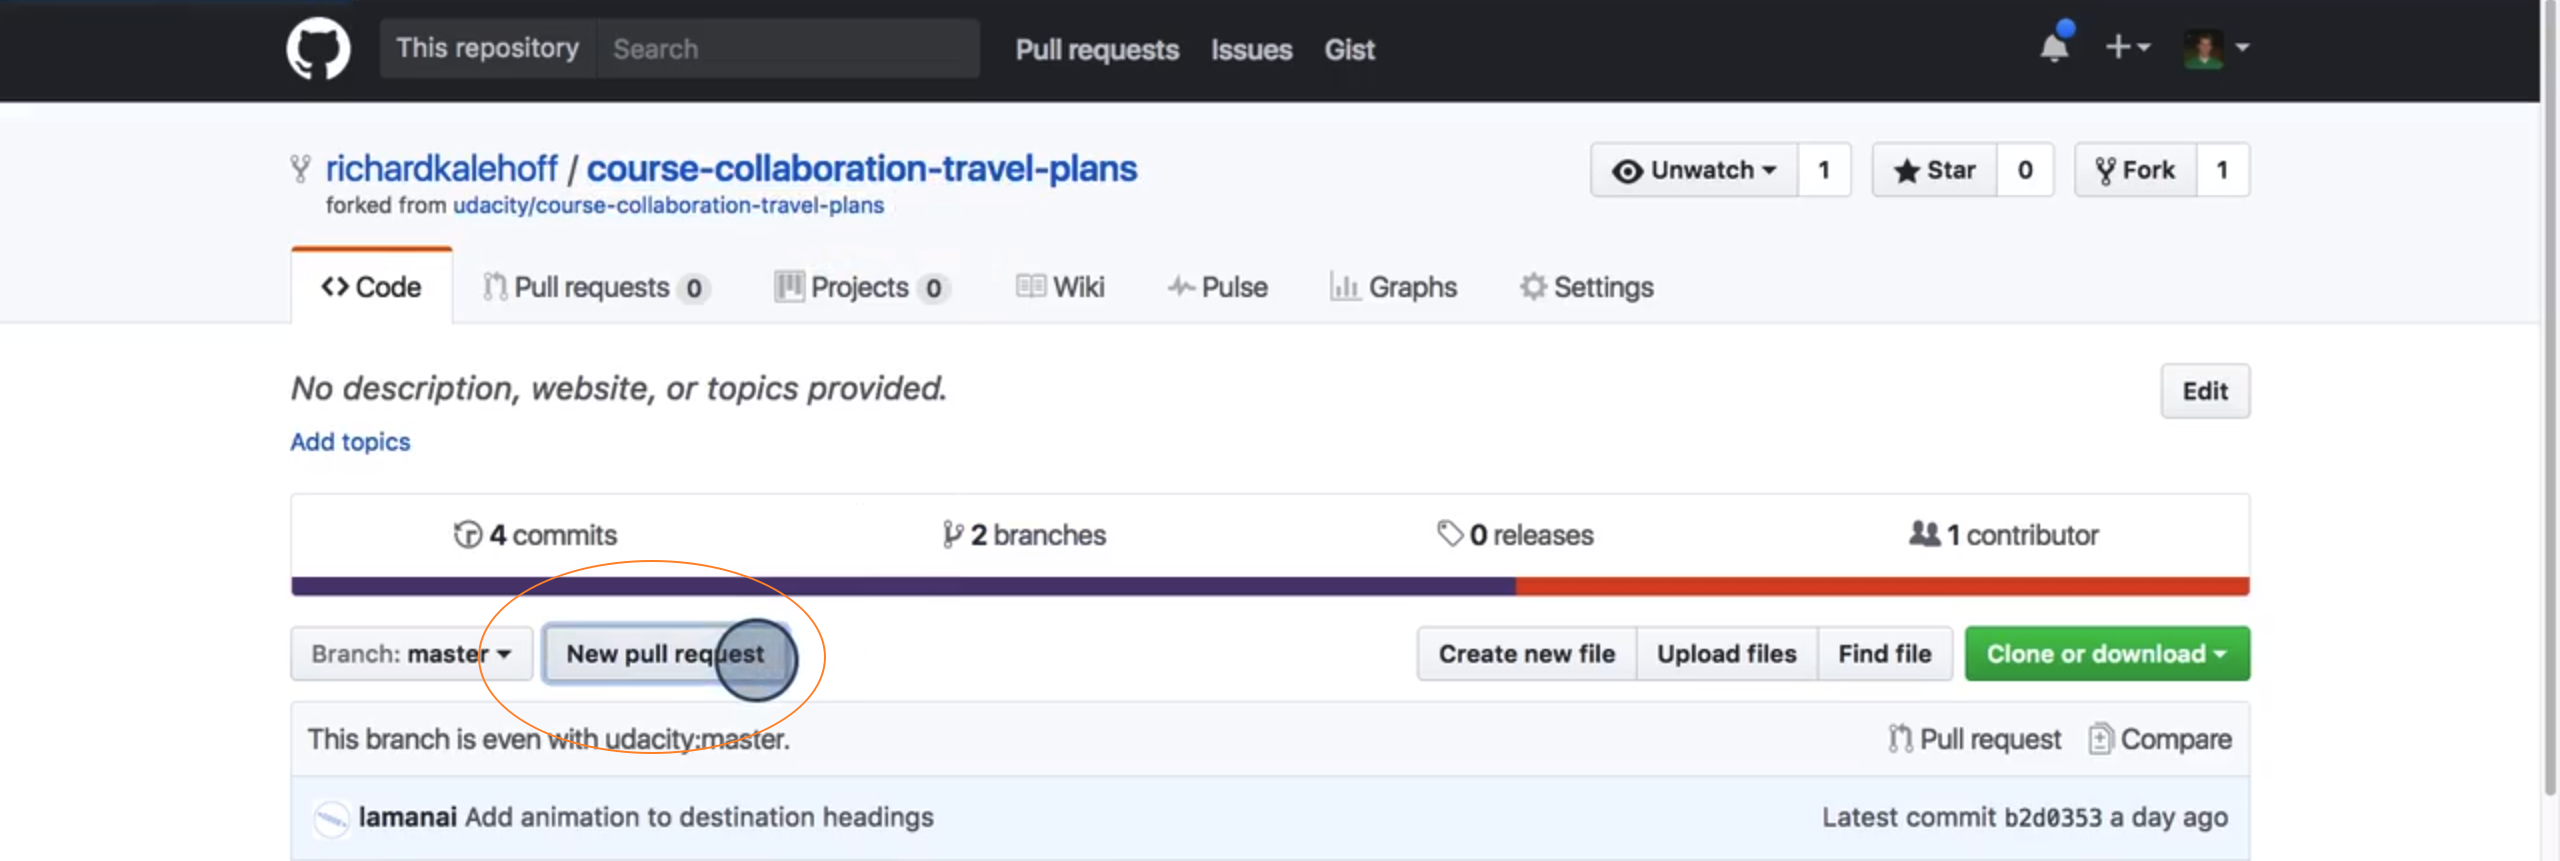 This repository Search Pull requests Issues Gist
richardkalehoff / course-collaboration-travel-plans Unwatch 1 Star 0 Fork 1
forked from udacity/course-collaboration-travel-plans
Code Pull requests 0 Projects 0 Wiki Pulse Graphs Settings
No description, website, or topics provided. Edit
Add topics
4 commits 2 branches 0 releases 1 contributor
Branch: master New pull request Create new file Upload files Find file Clone or download
This branch is even with udacity:master. Pull request Compare
lamanai Add animation to destination headings Latest commit b2d0353 a day ago